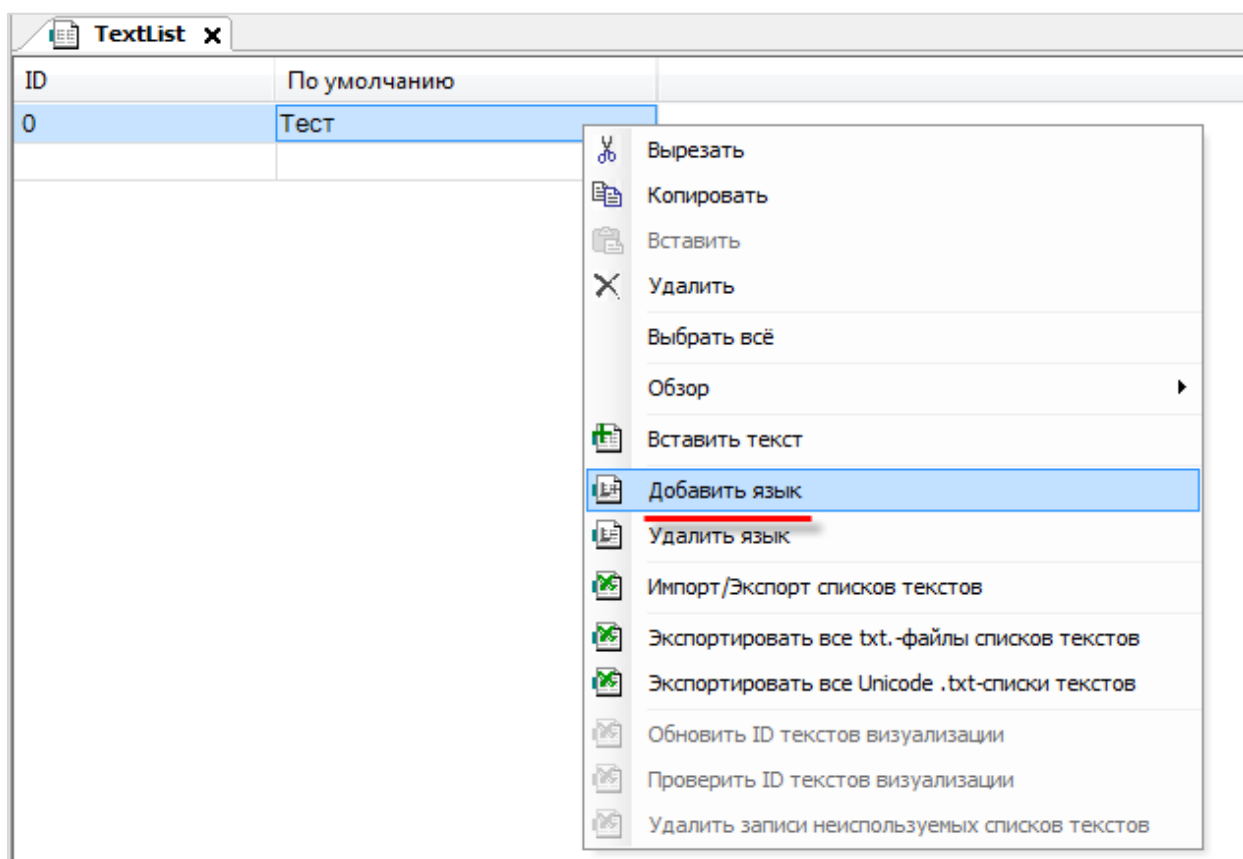 TextList
ID По умолчанию
0 Тест
Вырезать
Копировать
Вставить
Удалить
Выбрать всё
Обзор
Вставить текст
Добавить язык
Удалить язык
Импорт/Экспорт списков текстов
Экспортировать все txt.-файлы списков текстов
Экспортировать все Unicode .txt-списки текстов
Обновить ID текстов визуализации
Проверить ID текстов визуализации
Удалить записи неиспользуемых списков текстов